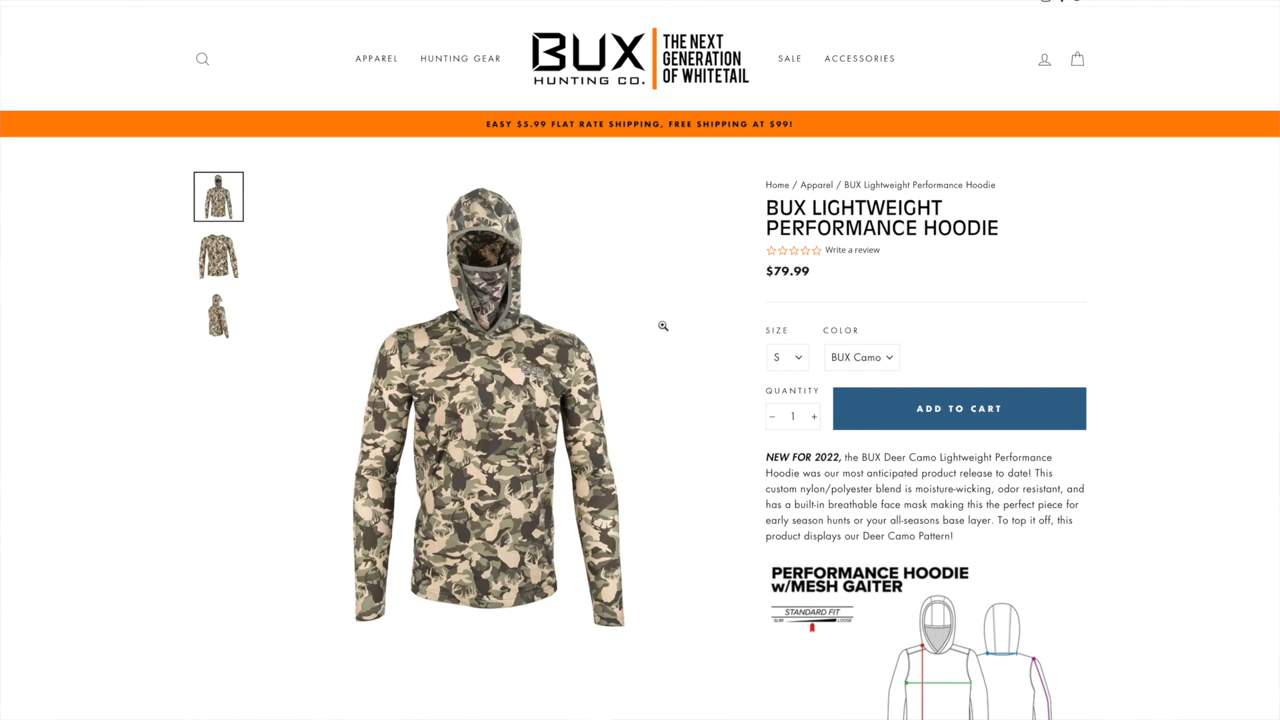 APPAREL
HUNTING GEAR
BUX
HUNTING CO.
THE NEXT
GENERATION
OF WHITETAIL
SALE
ACCESSORIES
EASY $5.99 FLAT RATE SHIPPING, FREE SHIPPING AT $99!
Home / Apparel / BUX Lightweight Performance Hoodie
BUX LIGHTWEIGHT
PERFORMANCE HOODIE
Write a review
$79.99
SIZE
COLOR
S
BUX Camo
QUANTITY
− 1 +
ADD TO CART
NEW FOR 2022, the BUX Deer Camo Lightweight Performance
Hoodie was our most anticipated product release to date! This
custom nylon/polyester blend is moisture-wicking, odor resistant, and
has a built-in breathable face mask making this the perfect piece for
early season hunts or your all-seasons base layer. To top it off, this
product displays our Deer Camo Pattern!
PERFORMANCE HOODIE
w/MESH GAITER
STANDARD FIT
SLIM
LOOSE